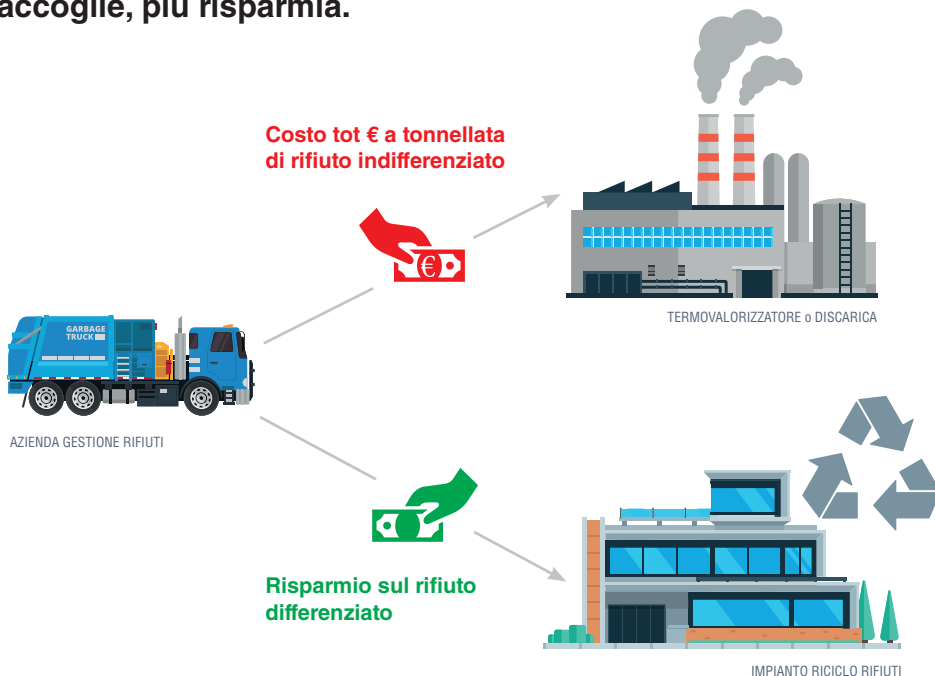 accoglie, più risparmia.
Costo tot € a tonnellata
di rifiuto indifferenziato
€
TERMOVALORIZZATORE o DISCARICA
GARBAGE
TRUCK
AZIENDA GESTIONE RIFIUTI
Risparmio sul rifiuto
differenziato
IMPIANTO RICICLO RIFIUTI